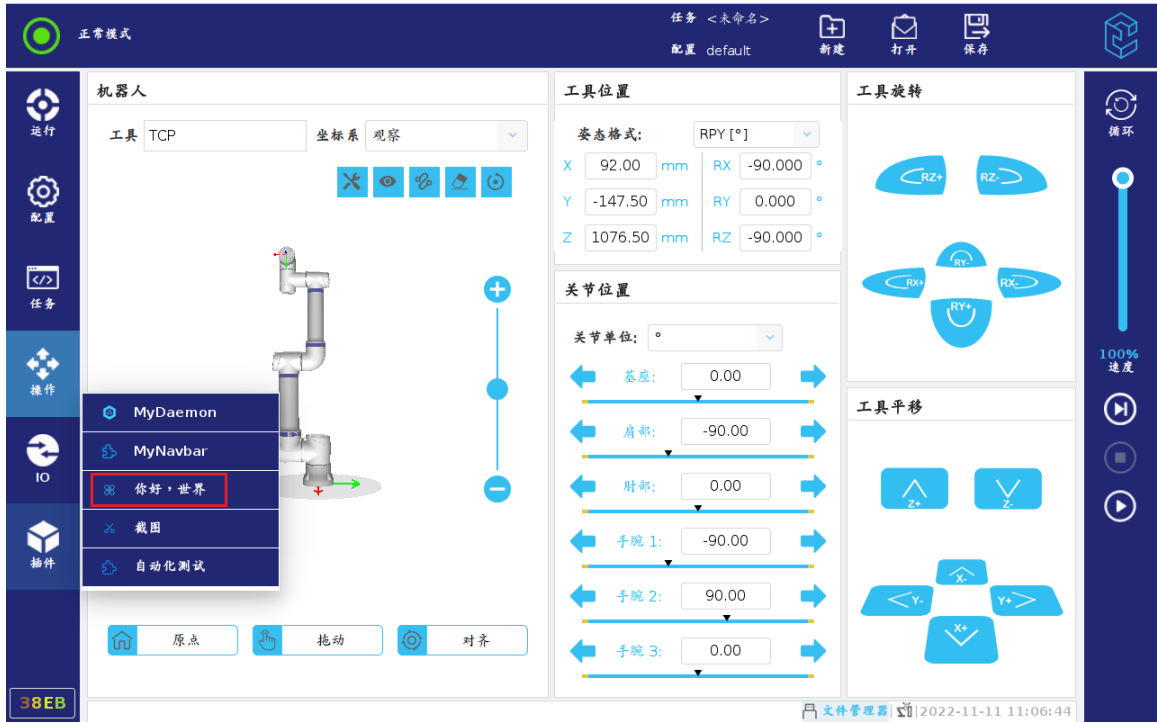 正常模式
任务 <未命名>
配置 default
新建
打开
保存
运行
配置
任务
操作
IO
插件
38EB
机器人
工具 TCP
坐标系 观察
MyDaemon
MyNavbar
你好，世界
截图
自动化测试
原点
拖动
对齐
工具位置
姿态格式: RPY [°]
X 92.00 mm RX -90.000 °
Y -147.50 mm RY 0.000 °
Z 1076.50 mm RZ -90.000 °
关节位置
关节单位: °
基座: 0.00
肩部: -90.00
肘部: 0.00
手腕 1: -90.00
手腕 2: 90.00
手腕 3: 0.00
工具旋转
RZ+ RZ-
RY-
RX+ RX-
RY+
工具平移
Z+ Z-
X-
Y- Y+
X+
循环
100%
速度
文件管理器 2022-11-11 11:06:44